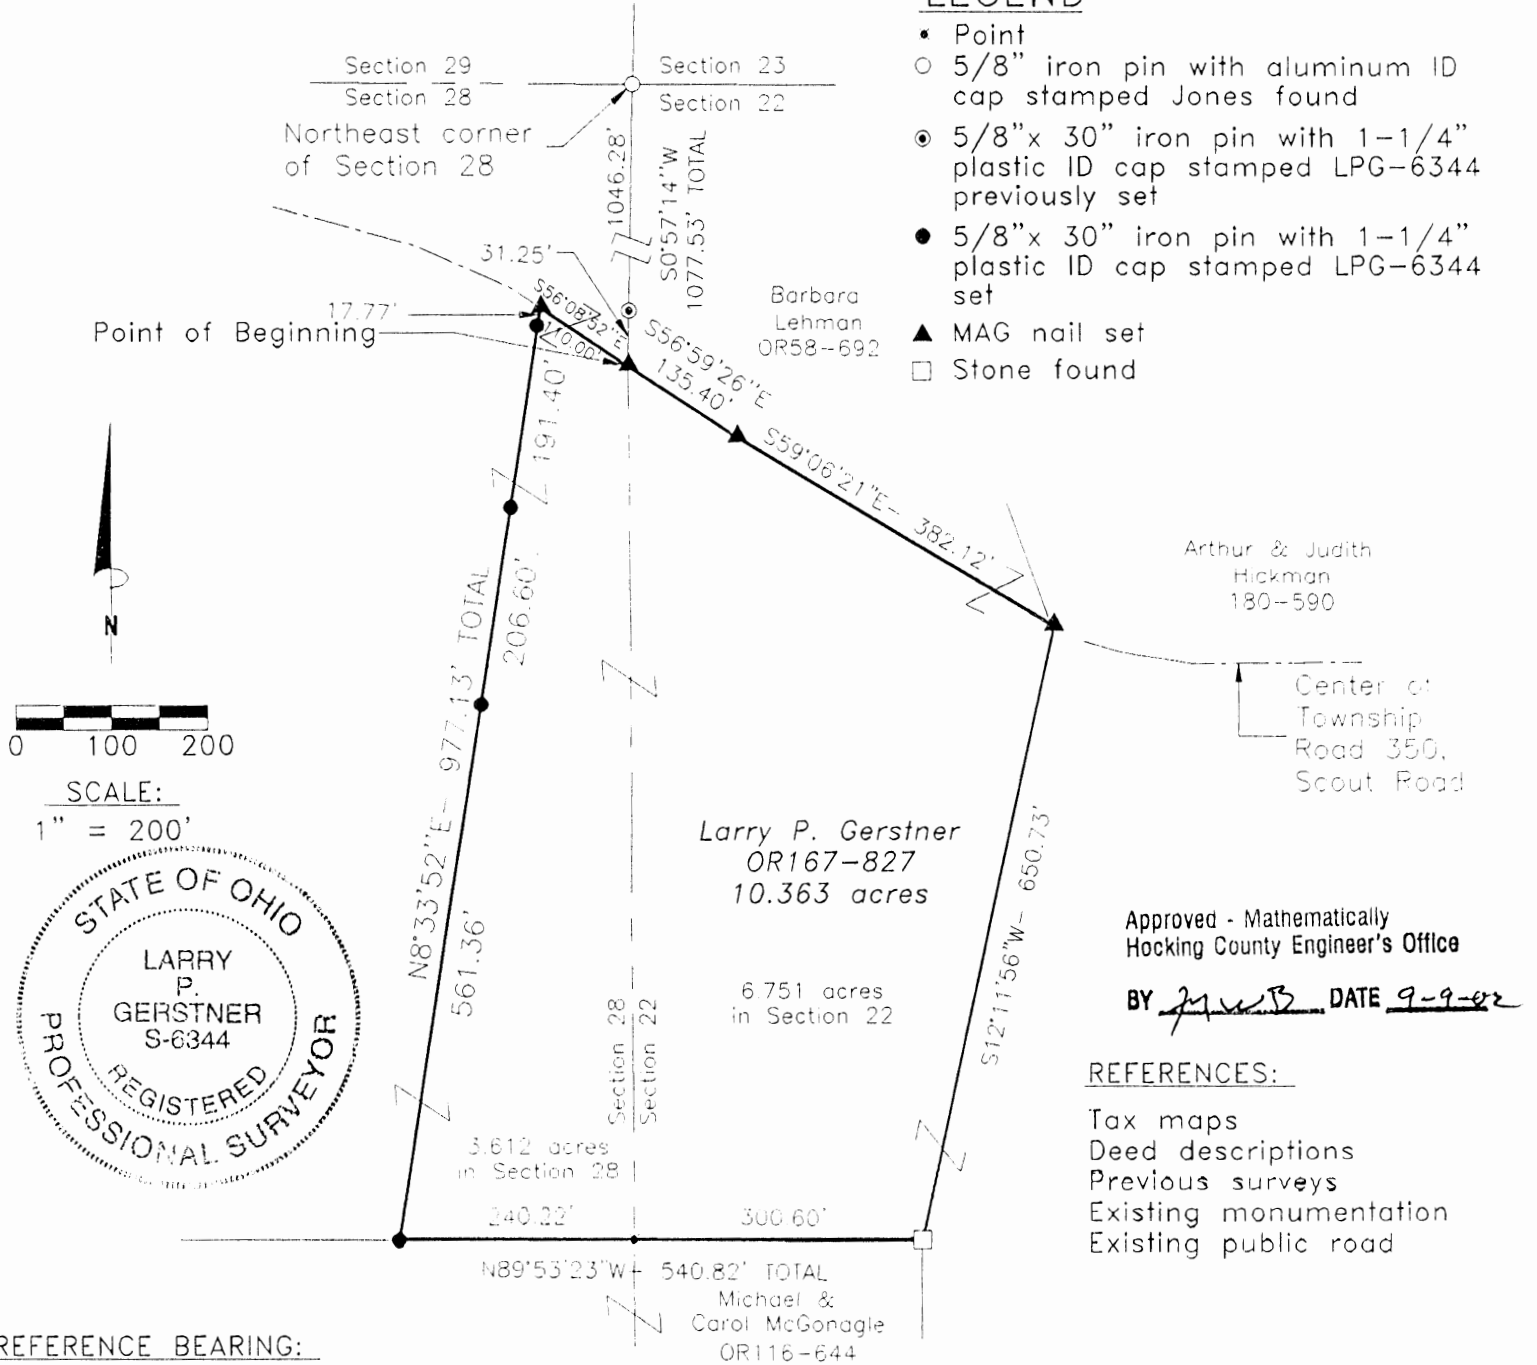 LEGEND
Point
5/8" iron pin with aluminum ID
cap stamped Jones found
5/8"x 30" iron pin with 1-1/4"
plastic ID cap stamped LPG-6344
previously set
5/8"x 30" iron pin with 1-1/4"
plastic ID cap stamped LPG-6344
set
MAG nail set
Stone found
Section 29
Section 28
Section 23
Section 22
Northeast corner
of Section 28
1046.28'
S0°57'14"W
1077.53' TOTAL
31.25'
17.77'
Point of Beginning
S56°08'52"E
110.00'
S56°59'26"E
135.40'
Barbara
Lehman
OR58-692
S59°06'21"E- 382.12'
Arthur & Judith
Hickman
180-590
Center of
Township
Road 350,
Scout Road
N
0 100 200
SCALE:
1" = 200'
191.40'
206.60'
N8°33'52"E- 977.13' TOTAL
561.36'
Larry P. Gerstner
OR167-827
10.363 acres
6.751 acres
in Section 22
Section 28
Section 22
3.612 acres
in Section 28
S12°11'56"W- 650.73'
240.22'
300.60'
N89°53'23"W- 540.82' TOTAL
Michael &
Carol McGonagle
OR116-644
STATE OF OHIO
LARRY
P.
GERSTNER
S-6344
REGISTERED
PROFESSIONAL SURVEYOR
Approved - Mathematically
Hocking County Engineer's Office
BY DATE 9-9-02
REFERENCES:
Tax maps
Deed descriptions
Previous surveys
Existing monumentation
Existing public road
REFERENCE BEARING: